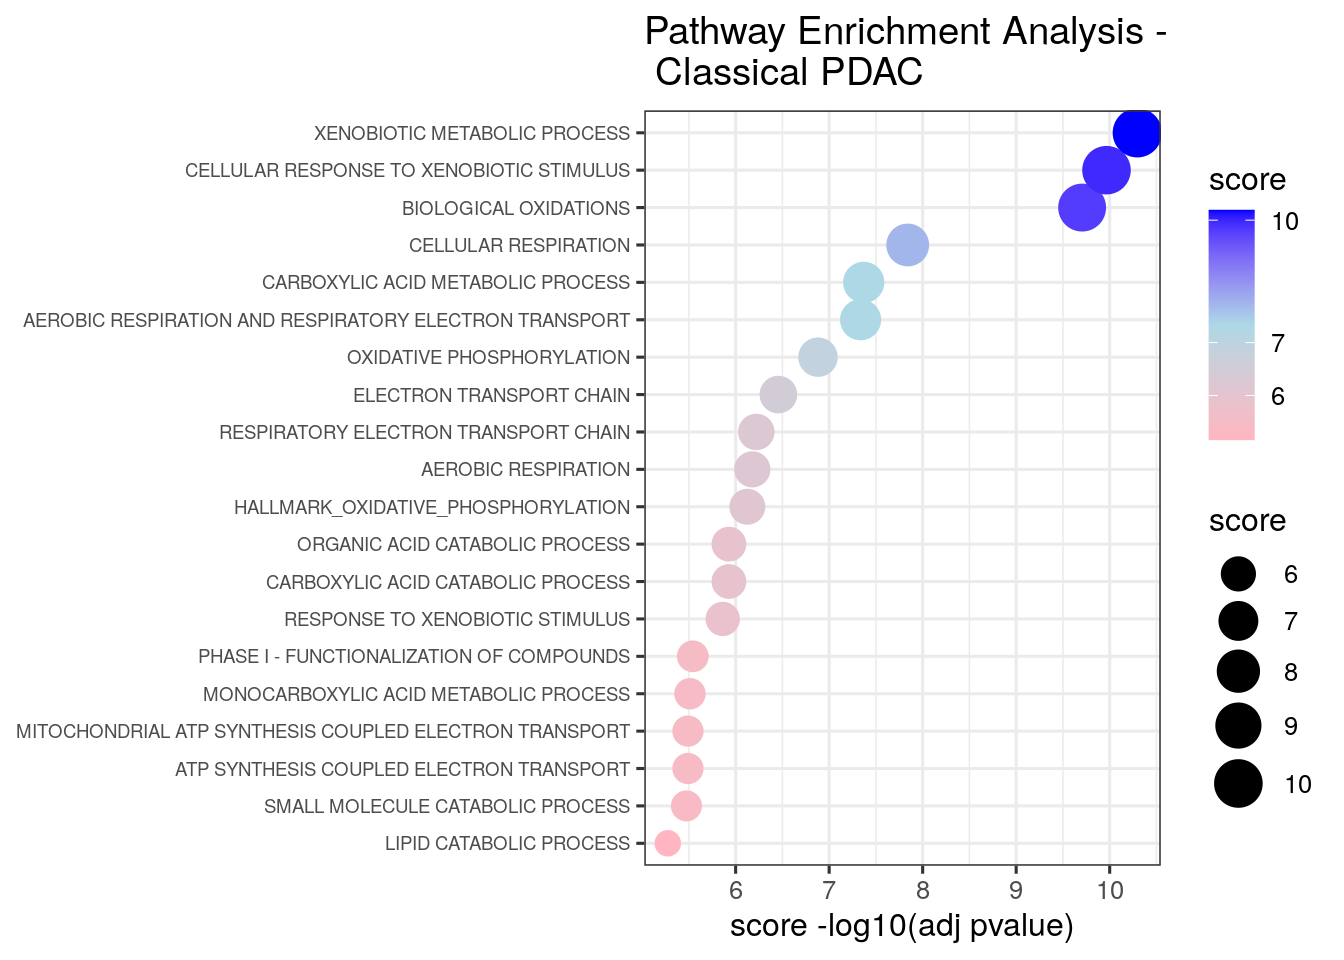 Pathway Enrichment Analysis -
Classical PDAC
XENOBIOTIC METABOLIC PROCESS
CELLULAR RESPONSE TO XENOBIOTIC STIMULUS
BIOLOGICAL OXIDATIONS
CELLULAR RESPIRATION
CARBOXYLIC ACID METABOLIC PROCESS
AEROBIC RESPIRATION AND RESPIRATORY ELECTRON TRANSPORT
OXIDATIVE PHOSPHORYLATION
ELECTRON TRANSPORT CHAIN
RESPIRATORY ELECTRON TRANSPORT CHAIN
AEROBIC RESPIRATION
HALLMARK_OXIDATIVE_PHOSPHORYLATION
ORGANIC ACID CATABOLIC PROCESS
CARBOXYLIC ACID CATABOLIC PROCESS
RESPONSE TO XENOBIOTIC STIMULUS
PHASE I - FUNCTIONALIZATION OF COMPOUNDS
MONOCARBOXYLIC ACID METABOLIC PROCESS
MITOCHONDRIAL ATP SYNTHESIS COUPLED ELECTRON TRANSPORT
ATP SYNTHESIS COUPLED ELECTRON TRANSPORT
SMALL MOLECULE CATABOLIC PROCESS
LIPID CATABOLIC PROCESS
6 7 8 9 10
score -log10(adj pvalue)
score
10
7
6
score
6
7
8
9
10